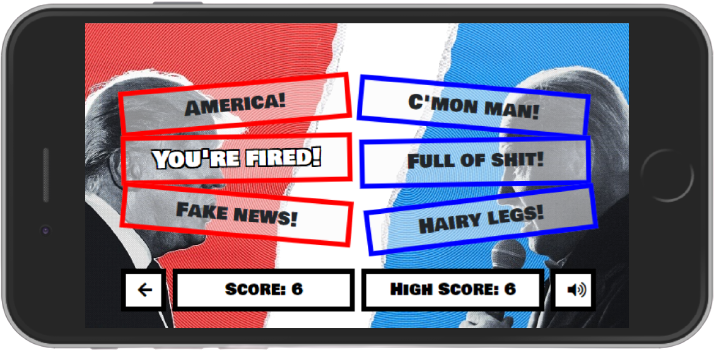 America!
C'mon man!
You're fired!
Full of shit!
Fake news!
Hairy legs!
Score: 6
High Score: 6